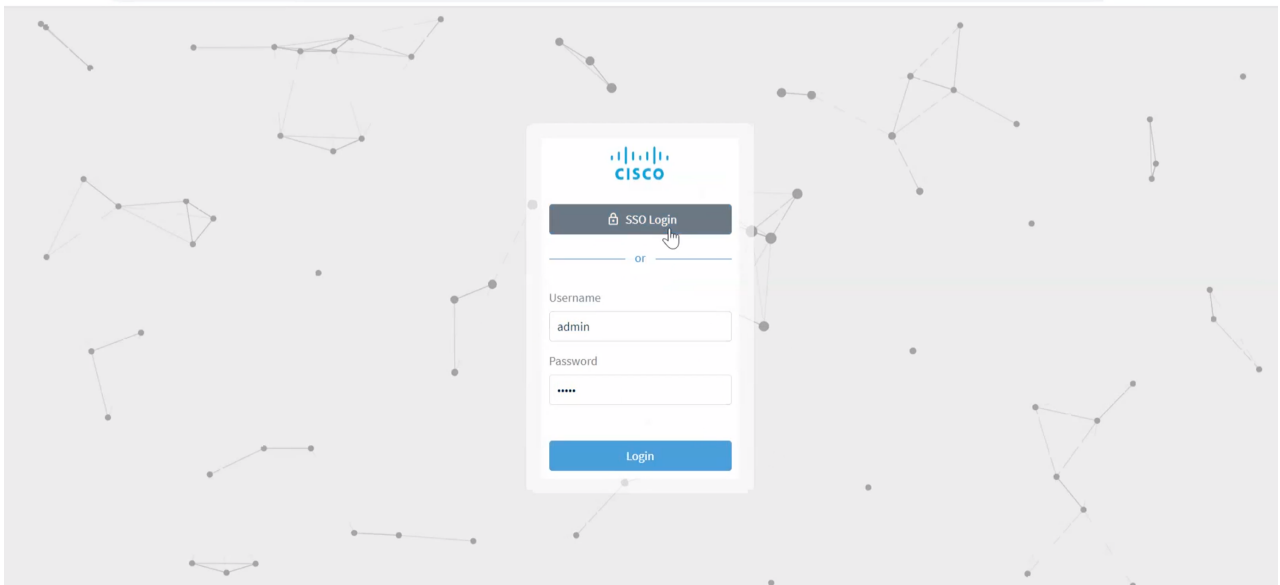 CISCO
SSO Login
or
Username
admin
Password
•••••
Login